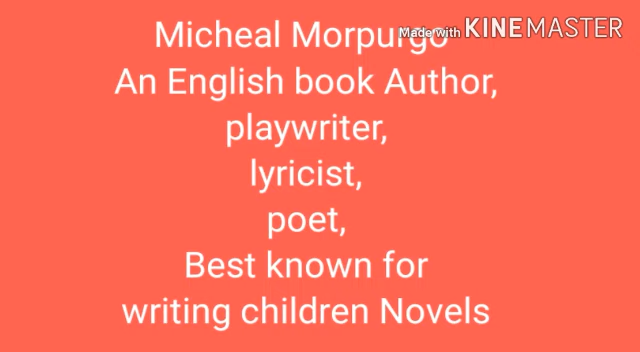 Micheal Morpurgo
Made with KINEMASTER
An English book Author,
playwriter,
lyricist,
poet,
Best known for
writing children Novels